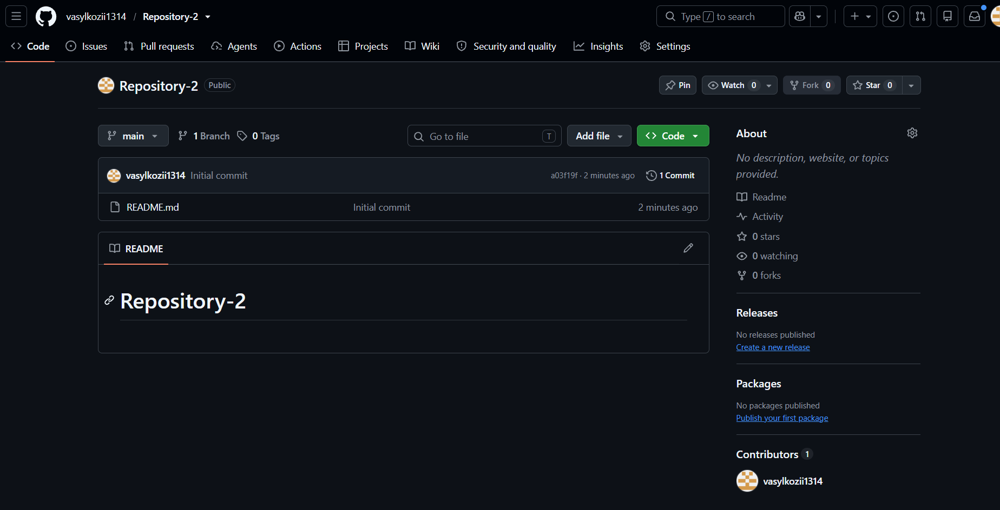 vasylkozii1314 / Repository-2
Type / to search
Code Issues Pull requests Agents Actions Projects Wiki Security and quality Insights Settings
Repository-2 Public
Pin Watch 0 Fork 0 Star 0
main 1 Branch 0 Tags Go to file T Add file Code
vasylkozii1314 Initial commit a03f19f · 2 minutes ago 1 Commit
README.md Initial commit 2 minutes ago
README
Repository-2
About
No description, website, or topics
provided.
Readme
Activity
0 stars
0 watching
0 forks
Releases
No releases published
Create a new release
Packages
No packages published
Publish your first package
Contributors 1
vasylkozii1314